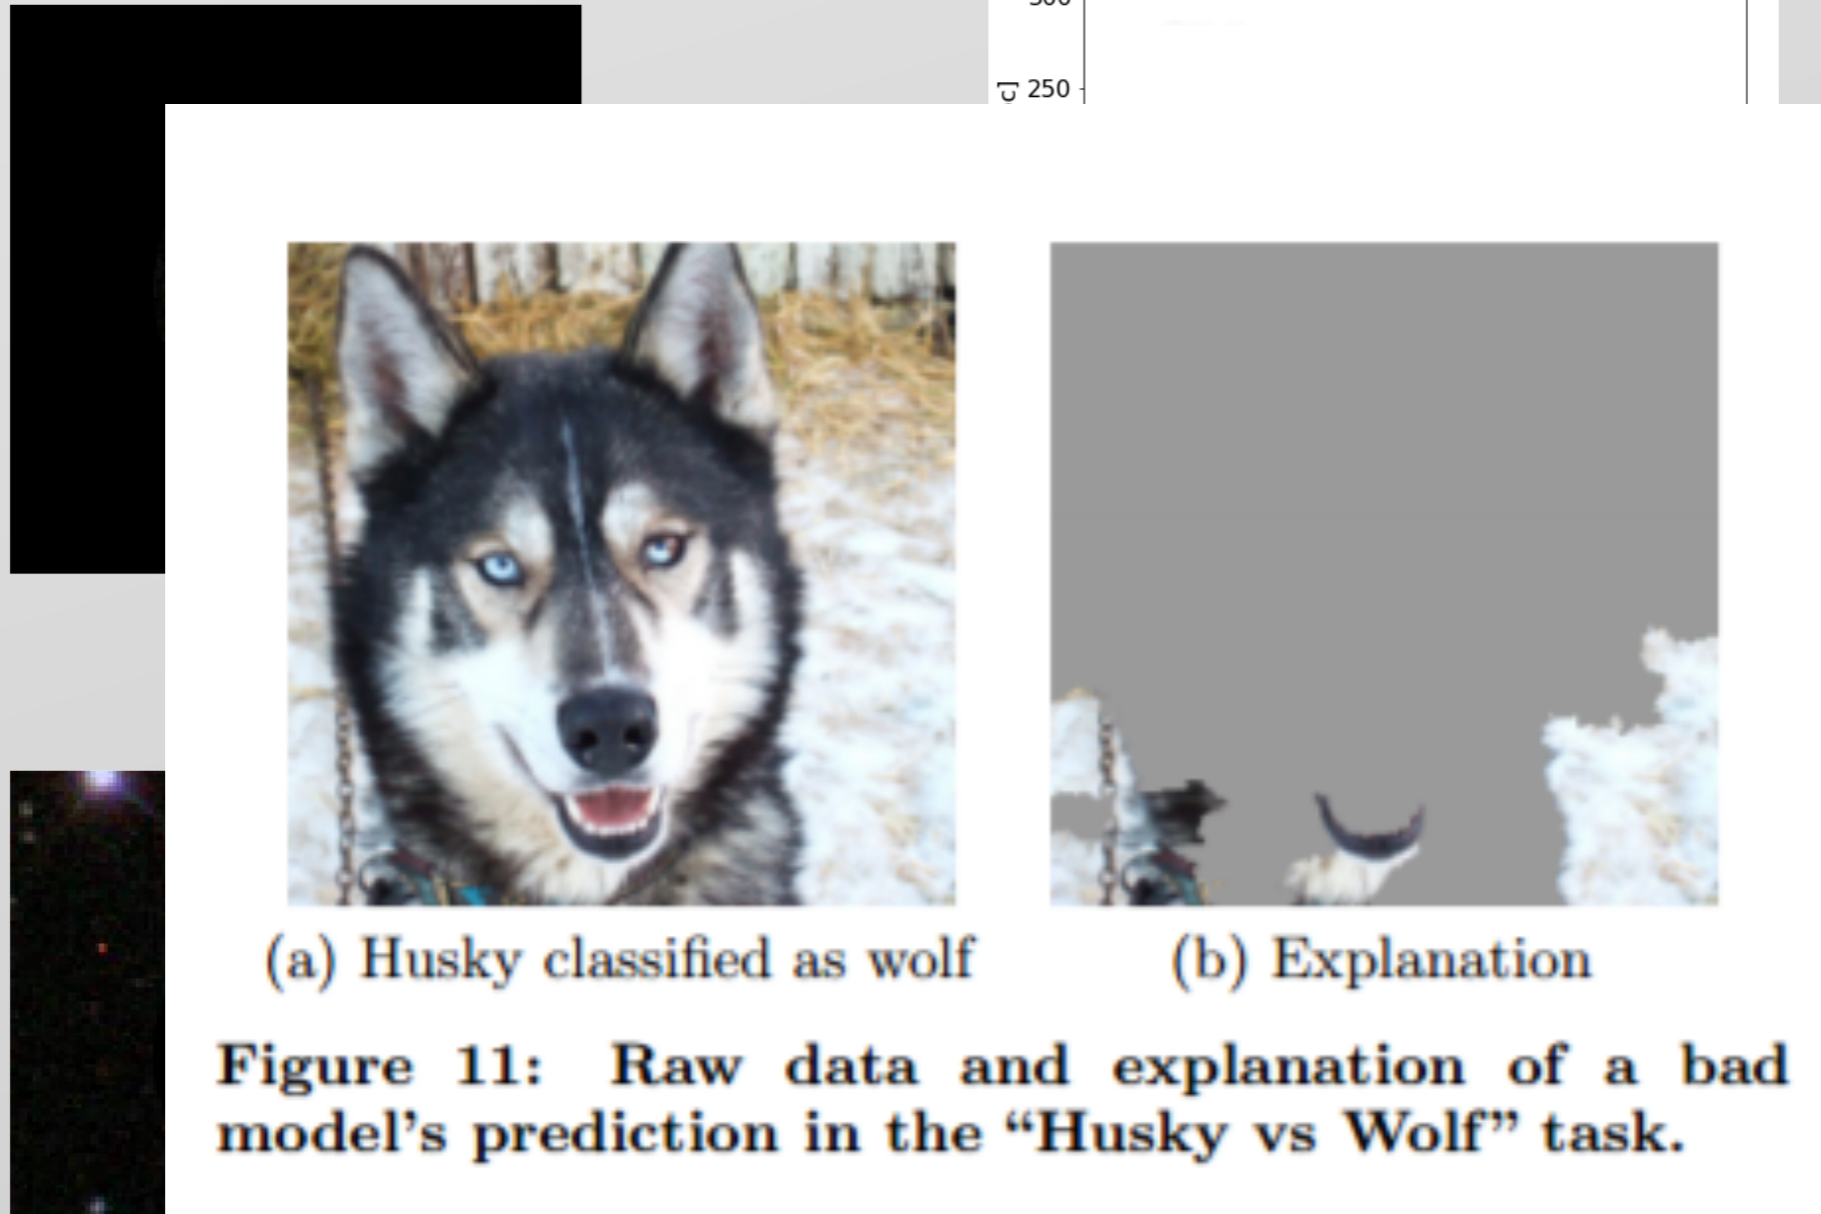 250
(a) Husky classified as wolf
(b) Explanation
Figure 11: Raw data and explanation of a bad
model’s prediction in the “Husky vs Wolf” task.